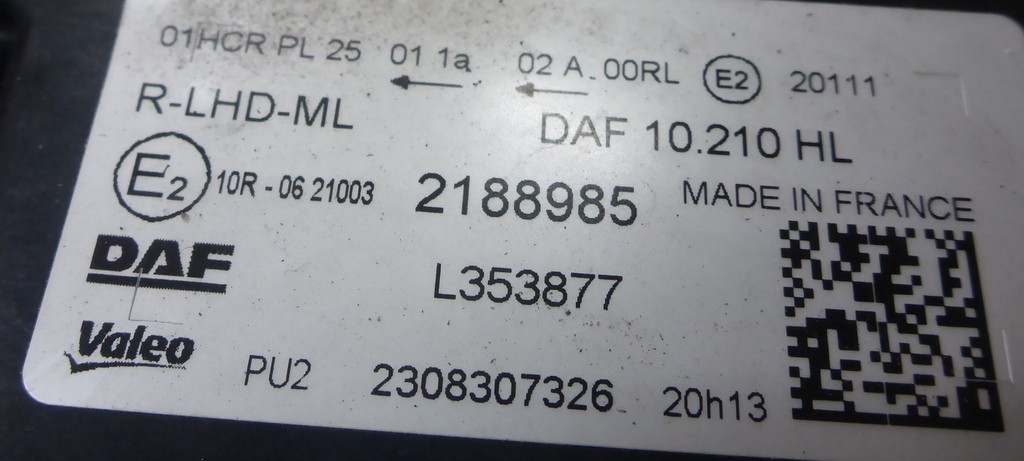 01HCR PL 25 01 1a 02 A 00RL E2 20111
R-LHD-ML DAF 10.210 HL
E2 10R - 06 21003 2188985 MADE IN FRANCE
DAF L353877
Valeo PU2 2308307326 20h13